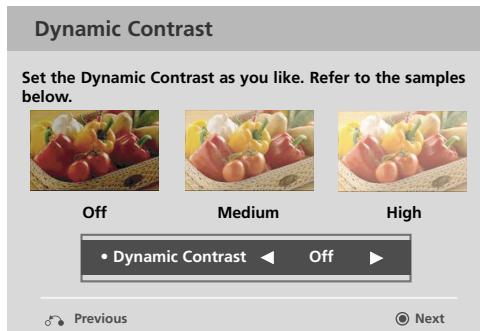 Dynamic Contrast
Set the Dynamic Contrast as you like. Refer to the samples
below.
Off Medium High
• Dynamic Contrast ◀ Off ▶
Previous Next